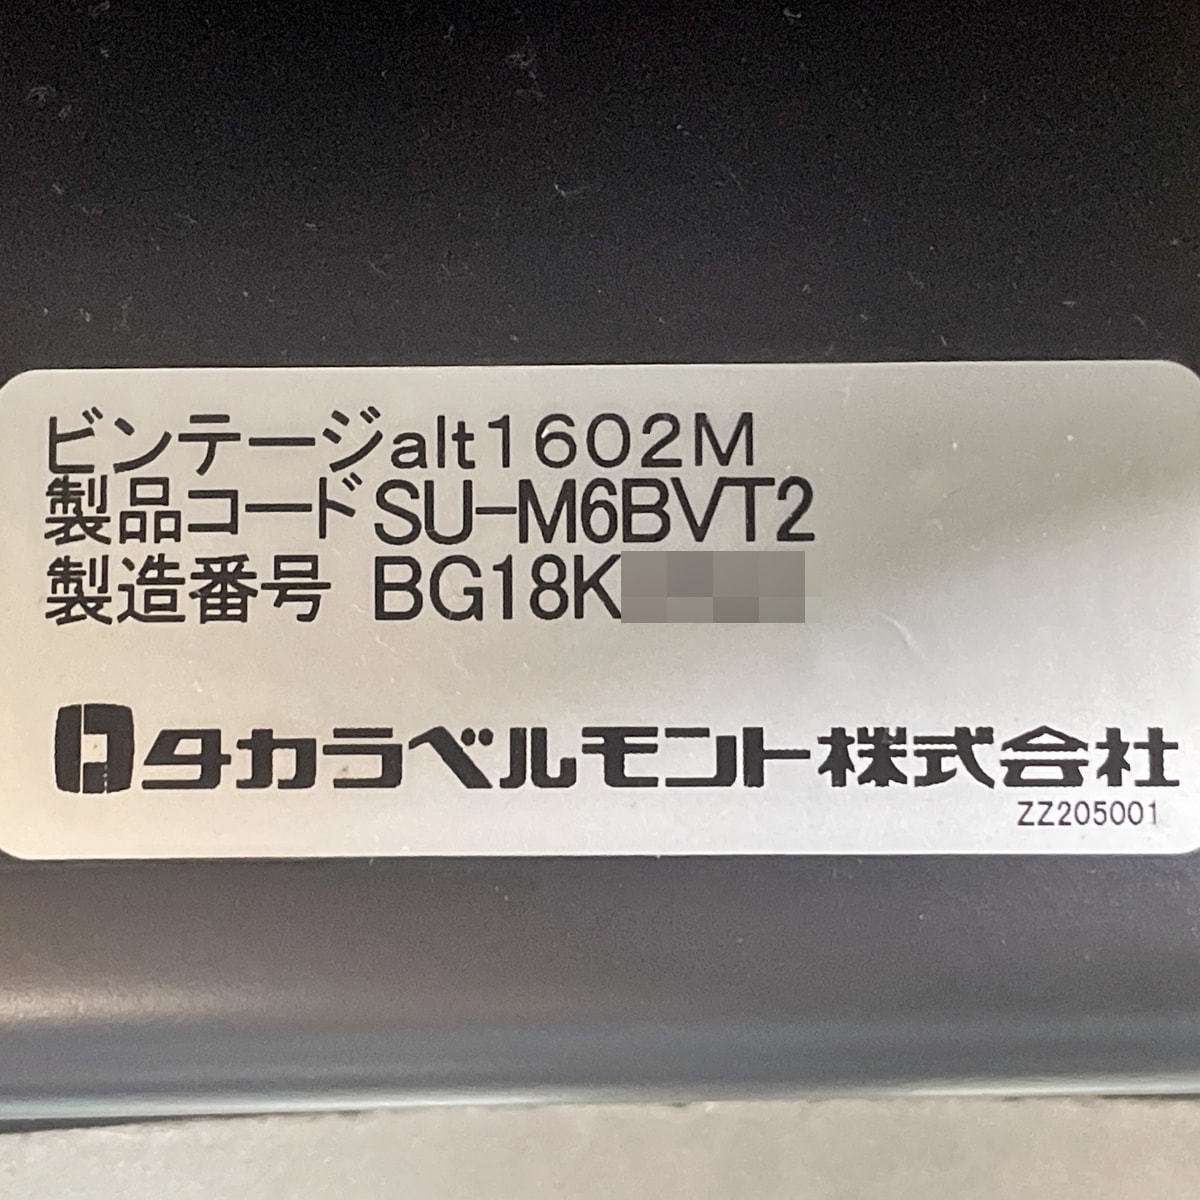 ビンテージalt1602M
製品コードSU-M6BVT2
製造番号 BG18K
タカラベルモント株式会社
ZZ205001